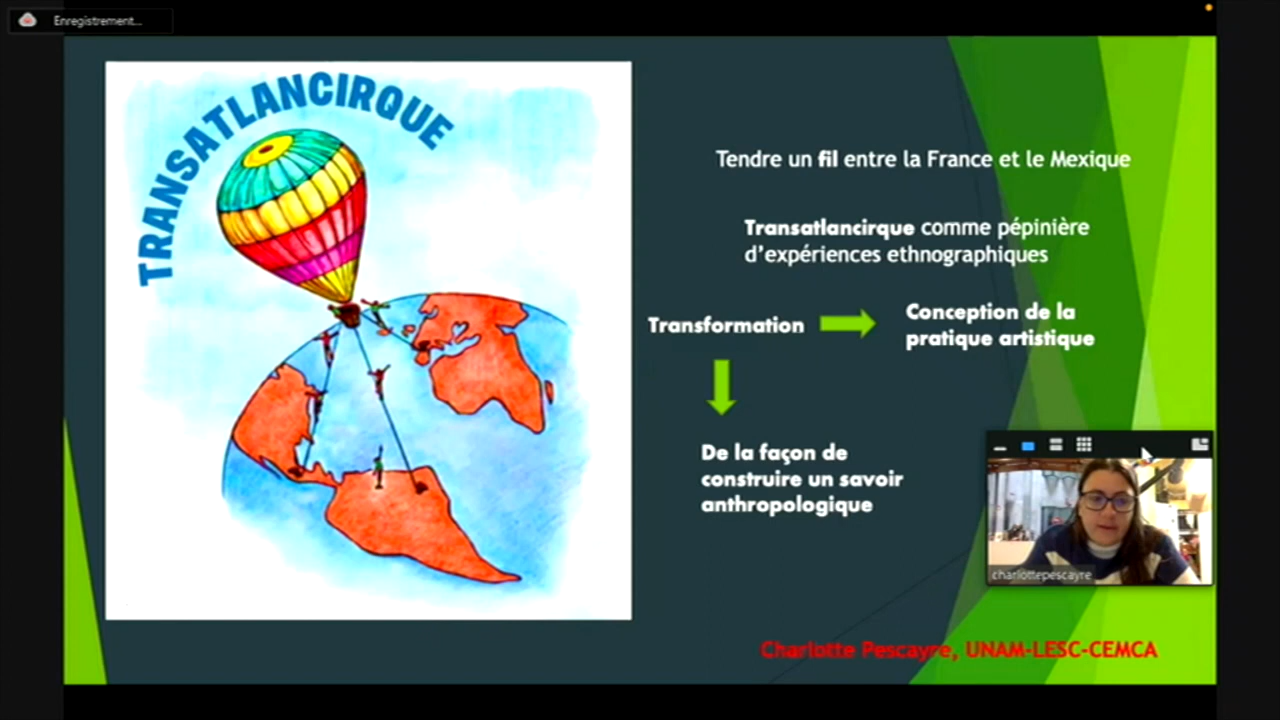 Enregistrement...
TRANSATLANCIRQUE
Tendre un fil entre la France et le Mexique
Transatlancirque comme pépinière
d'expériences ethnographiques
Transformation
Conception de la
pratique artistique
De la façon de
construire un savoir
anthropologique
charlottepescayre
Charlotte Pescayre, UNAM-LESC-CEMCA